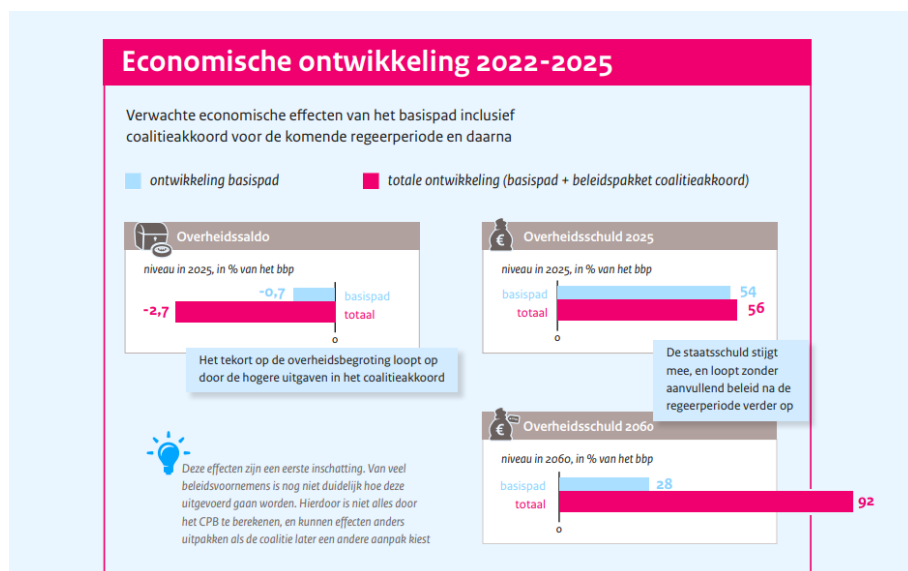 Economische ontwikkeling 2022-2025
Verwachte economische effecten van het basispad inclusief
coalitieakkoord voor de komende regeerperiode en daarna
ontwikkeling basispad
totale ontwikkeling (basispad + beleidspakket coalitieakkoord)
Overheidssaldo
niveau in 2025, in % van het bbp
-0,7
basispad
-2,7
totaal
0
Het tekort op de overheidsbegroting loopt op
door de hogere uitgaven in het coalitieakkoord
€
Overheidsschuld 2025
niveau in 2025, in % van het bbp
basispad
54
totaal
56
0
De staatsschuld stijgt
mee, en loopt zonder
aanvullend beleid na de
regeerperiode verder op
€
Overheidsschuld 2060
niveau in 2060, in % van het bbp
basispad
28
totaal
92
0
Deze effecten zijn een eerste inschatting. Van veel
beleidsvoornemens is nog niet duidelijk hoe deze
uitgevoerd gaan worden. Hierdoor is niet alles door
het CPB te berekenen, en kunnen effecten anders
uitpakken als de coalitie later een andere aanpak kiest